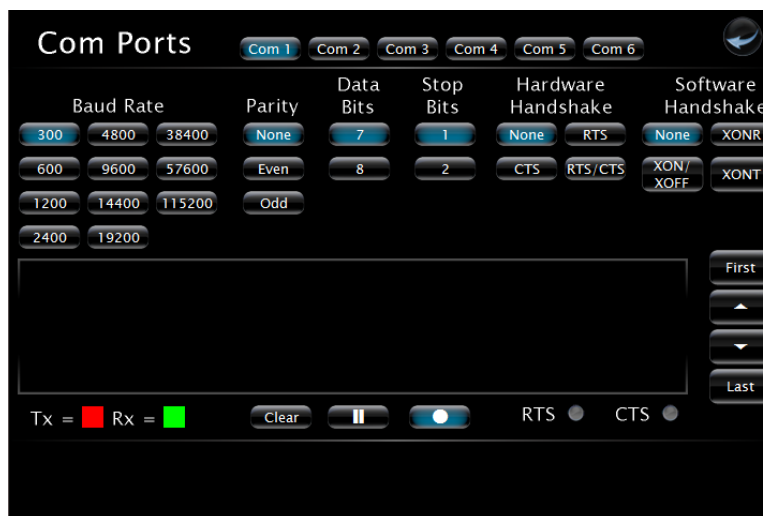 Com Ports Com 1 Com 2 Com 3 Com 4 Com 5 Com 6
Data Stop Hardware Software
Baud Rate Parity Bits Bits Handshake Handshake
300 4800 38400 None 7 1 None RTS None XONR
600 9600 57600 Even 8 2 CTS RTS/CTS XON/
XOFF XONT
1200 14400 115200 Odd
2400 19200
First
Last
Tx = Rx = Clear RTS CTS